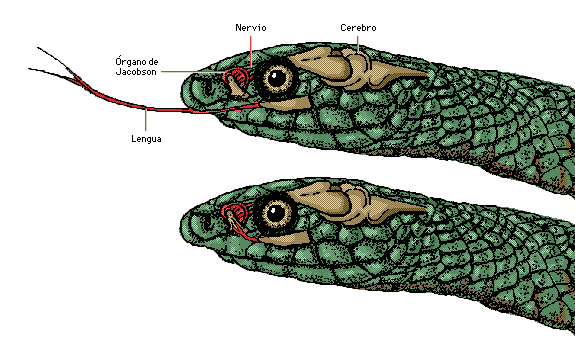 Nervio
Cerebro
Órgano de
Jacobson
Lengua